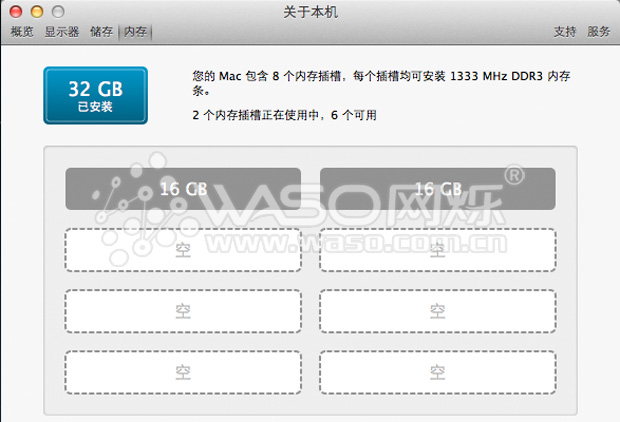 关于本机
概览 显示器 储存 内存 支持 服务
32 GB
已安装
您的 Mac 包含 8 个内存插槽，每个插槽均可安装 1333 MHz DDR3 内存
条。
2 个内存插槽正在使用中，6 个可用
16 GB 16 GB
WASO网烁®
www.waso.com.cn
空 空
空 空
空 空